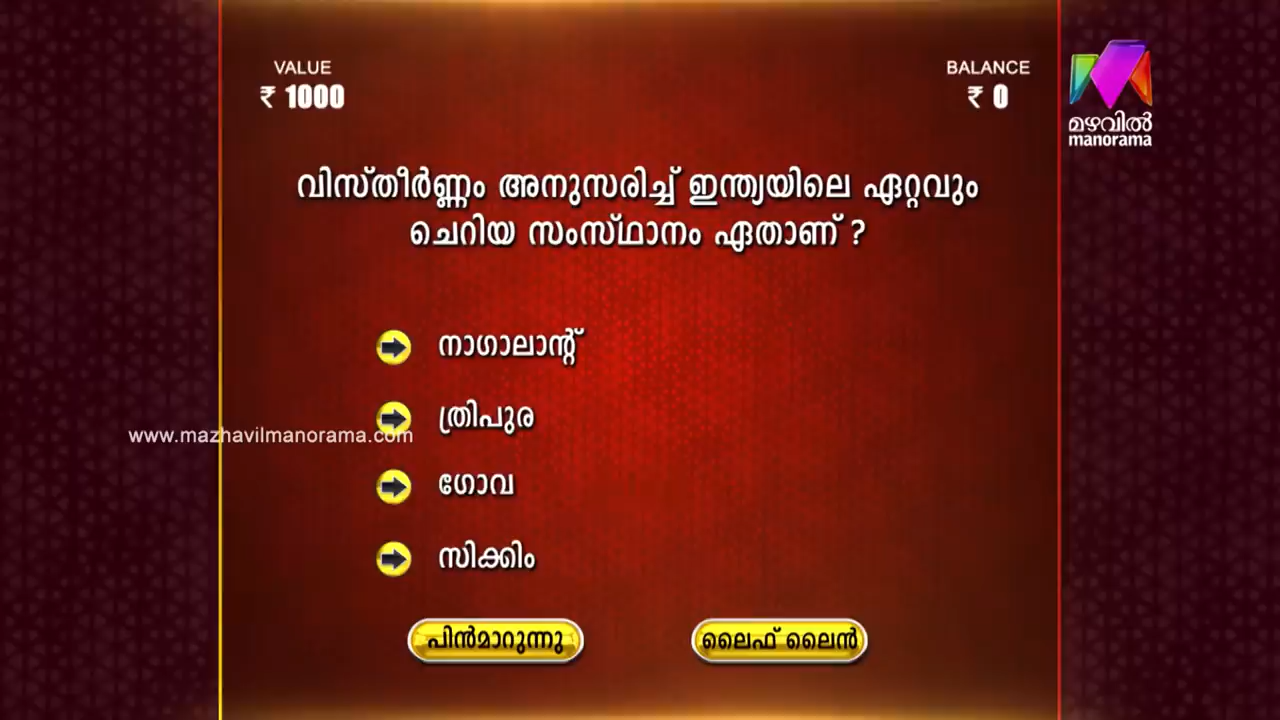 VALUE
₹ 1000
BALANCE
₹ 0
മഴവിൽ
manorama
വിസ്തീർണ്ണം അനുസരിച്ച് ഇന്ത്യയിലെ ഏറ്റവും
ചെറിയ സംസ്ഥാനം ഏതാണ് ?
നാഗാലാന്റ്
ത്രിപുര
www.mazhavilmanorama.com
ഗോവ
സിക്കിം
പിൻമാറുന്നു
ലൈഫ് ലൈൻ